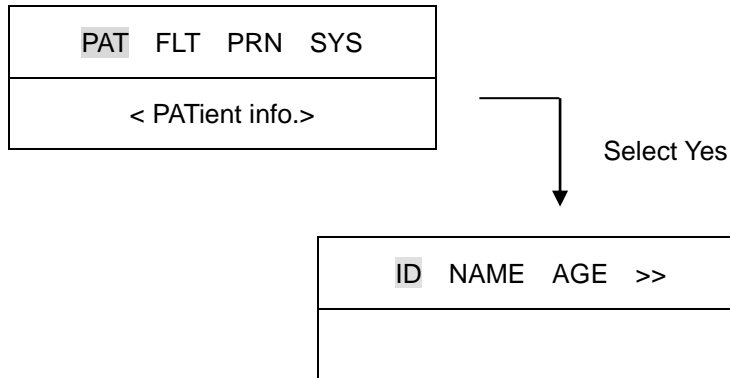 PAT FLT PRN SYS
< PATient info.>
Select Yes
ID NAME AGE >>